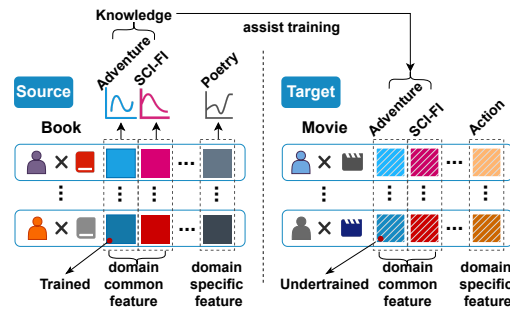 Knowledge
assist training
Source
Adventure
SCI-FI
Poetry
Target
Adventure
SCI-FI
Action
Book
Movie
×
...
×
...
×
...
×
...
Trained
domain
common
feature
domain
specific
feature
Undertrained
domain
common
feature
domain
specific
feature